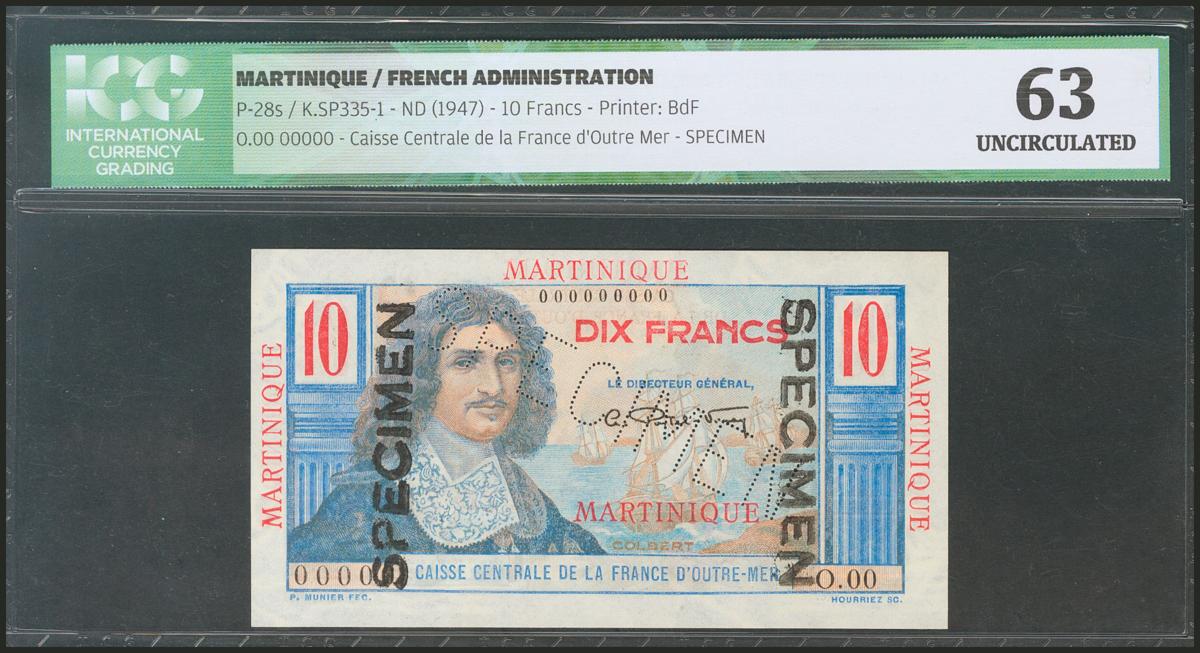 ICG
INTERNATIONAL
CURRENCY
GRADING
MARTINIQUE / FRENCH ADMINISTRATION
P-28s / K.SP335-1 - ND (1947) - 10 Francs - Printer: BdF
0.00 00000 - Caisse Centrale de la France d'Outre Mer - SPECIMEN
63
UNCIRCULATED
MARTINIQUE
000000000
10
DIX FRANCS
10
LE DIRECTEUR GÉNÉRAL,
MARTINIQUE
SPECIMEN
SPECIMEN
MARTINIQUE
MARTINIQUE
COLBERT
0000
CAISSE CENTRALE DE LA FRANCE D'OUTRE-MER
O.00
P. MUNIER FEC.
HOURRIEZ SC.